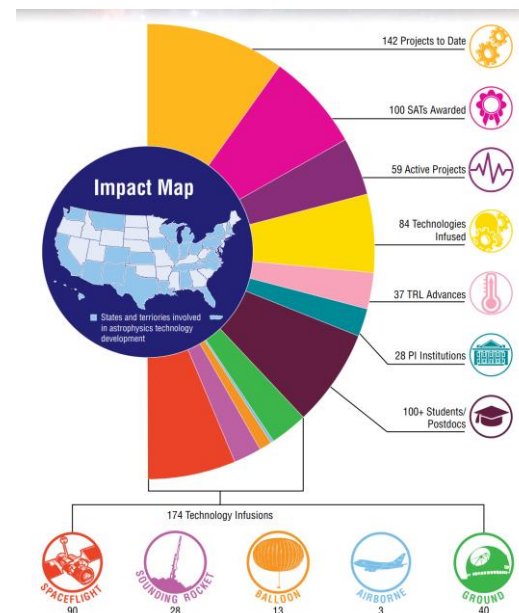 142 Projects to Date
100 SATs Awarded
59 Active Projects
84 Technologies
Infused
37 TRL Advances
28 PI Institutions
100+ Students/
Postdocs
Impact Map
States and terriories involved
in astrophysics technology
development
174 Technology Infusions
SPACEFLIGHT
90
SOUNDING ROCKET
28
BALLOON
13
AIRBORNE
3
GROUND
40